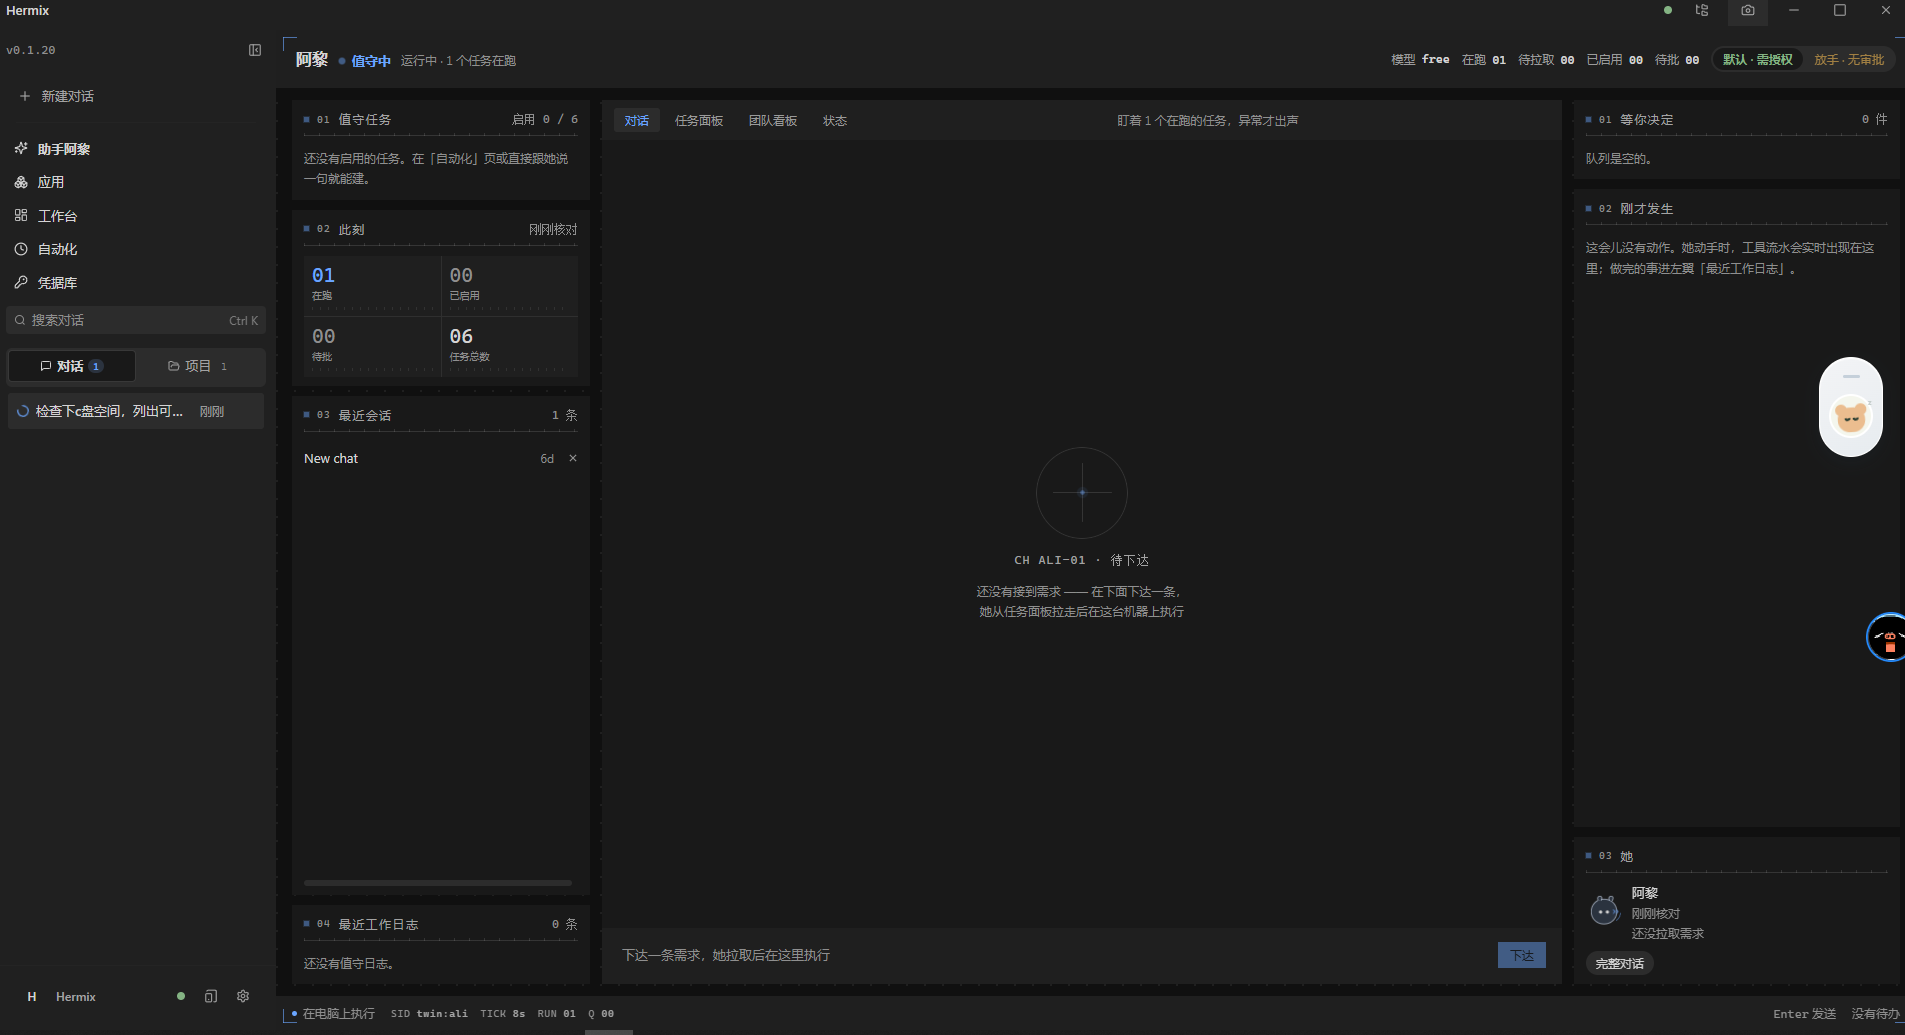 Hermix
v0.1.20
新建对话
助手阿黎
应用
工作台
自动化
凭据库
搜索对话 Ctrl K
对话 1 项目 1
检查下c盘空间，列出可... 刚刚
H Hermix
阿黎 值守中 运行中 · 1 个任务在跑
模型 free 在跑 01 待拉取 00 已启用 00 待批 00 默认 · 需授权 放手 · 无审批
01 值守任务 启用 0 / 6
还没有启用的任务。在「自动化」页或直接跟她说
一句就能建。
02 此刻 刚刚核对
01 00
在跑 已启用
00 06
待批 任务总数
03 最近会话 1 条
New chat 6d ×
04 最近工作日志 0 条
还没有值守日志。
对话 任务面板 团队看板 状态 盯着 1 个在跑的任务，异常才出声
CH ALI-01 · 待下达
还没有接到需求 —— 在下面下达一条，
她从任务面板拉走后在这台机器上执行
下达一条需求，她拉取后在这里执行 下达
01 等你决定 0 件
队列是空的。
02 刚才发生
这会儿没有动作。她动手时，工具流水会实时出现在这
里；做完的事进左翼「最近工作日志」。
03 她
阿黎
刚刚核对
还没拉取需求
完整对话
在电脑上执行 SID twin:ali TICK 8s RUN 01 Q 00 Enter 发送 没有待办